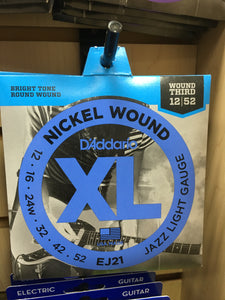 BRIGHT TONE
ROUND WOUND
WOUND
THIRD
12 | 52
NICKEL WOUND
D'Addario
XL
12 · 16 · 24W · 32 · 42 · 52
EJ21
JAZZ LIGHT GAUGE
ELECTRIC
GUITAR
GUITAR